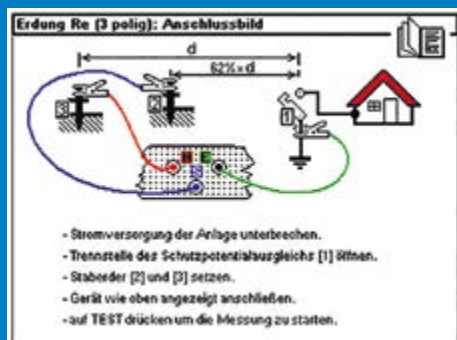 Erdung Re (3 polig): Anschlussbild
d
62%×d
3
2
1
H
E
S
- Stromversorgung der Anlage unterbrechen.
- Trennstelle des Schutzpotentialausgleichs [1] öffnen.
- Staberder [2] und [3] setzen.
- Gerät wie oben angezeigt anschließen.
- auf TEST drücken um die Messung zu starten.